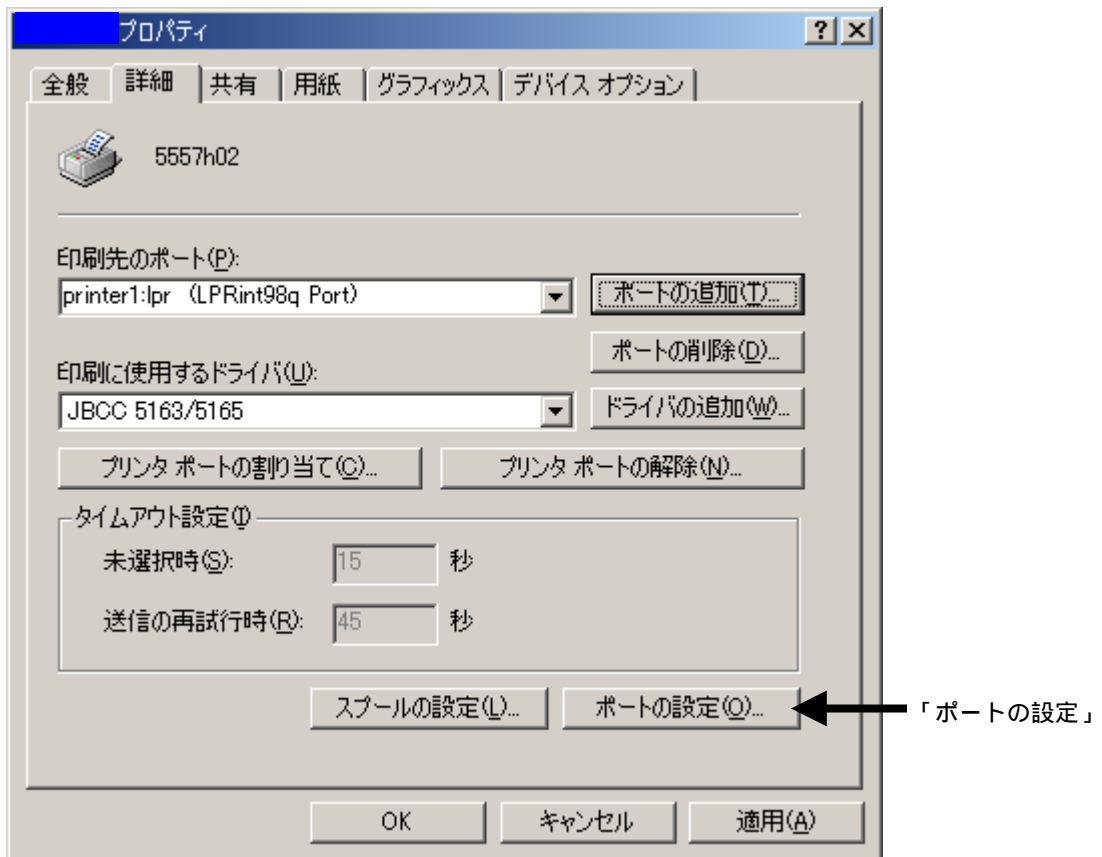 プロパティ
全般 詳細 共有 用紙 グラフィックス デバイス オプション
5557h02
印刷先のポート(P):
printer1:lpr (LPRint98q Port)
ポートの追加(T)...
ポートの削除(D)...
印刷に使用するドライバ(U):
JBCC 5163/5165
ドライバの追加(W)...
プリンタ ポートの割り当て(C)... プリンタ ポートの解除(N)...
タイムアウト設定(I)
未選択時(S): 15 秒
送信の再試行時(R): 45 秒
スプールの設定(L)... ポートの設定(O)... 「ポートの設定」
OK キャンセル 適用(A)